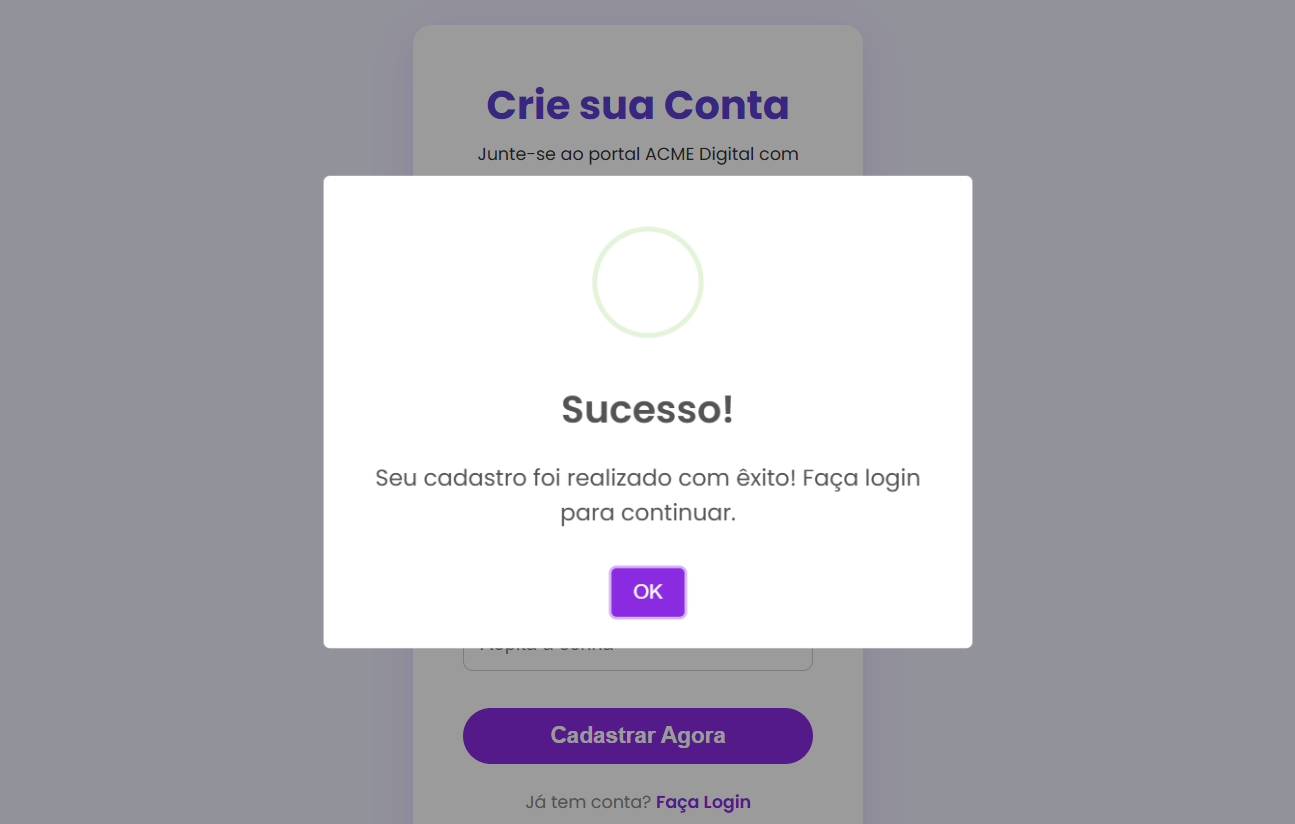 Crie sua Conta
Junte-se ao portal ACME Digital com
Sucesso!
Seu cadastro foi realizado com êxito! Faça login
para continuar.
OK
Cadastrar Agora
Já tem conta? Faça Login